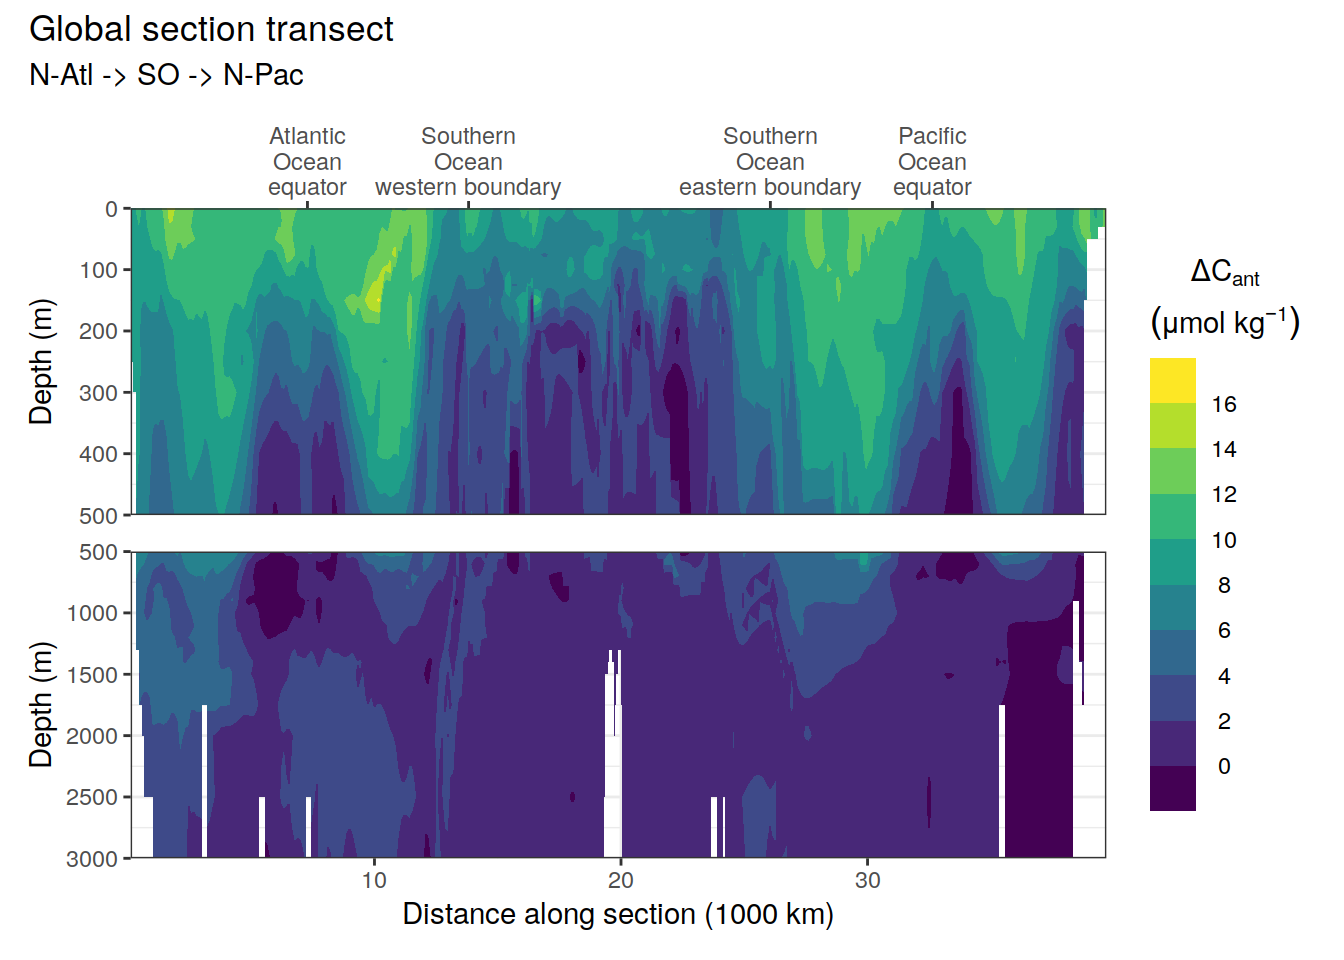 Global section transect
N-Atl -> SO -> N-Pac
Atlantic
Ocean
equator
Southern
Ocean
western boundary
Southern
Ocean
eastern boundary
Pacific
Ocean
equator
Depth (m)
0
100
200
300
400
500
Depth (m)
500
1000
1500
2000
2500
3000
10
20
30
Distance along section (1000 km)
ΔCant
(μmol kg⁻¹)
16
14
12
10
8
6
4
2
0